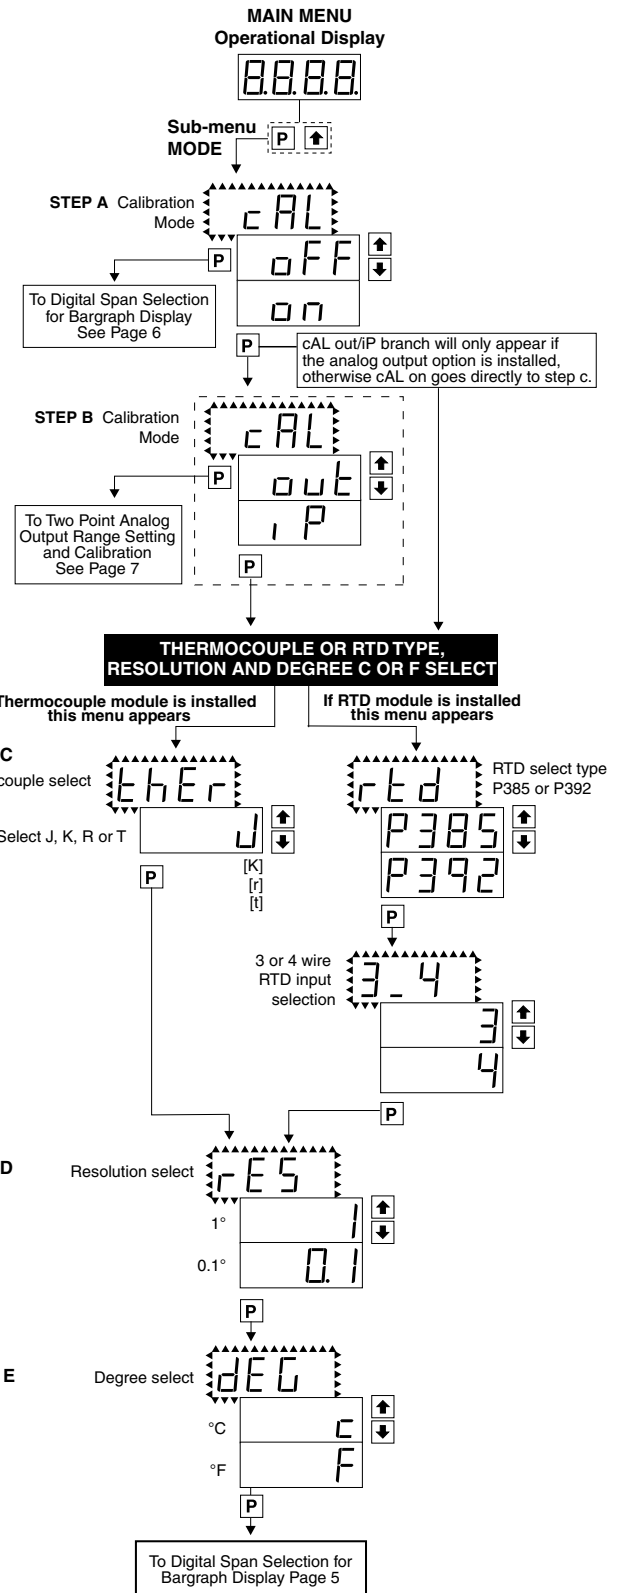 MAIN MENU
Operational Display
8.8.8.8.
Sub-menu
MODE
P
STEP A Calibration
Mode
cAL
P
oFF
on
To Digital Span Selection
for Bargraph Display
See Page 6
P
cAL out/iP branch will only appear if
the analog output option is installed,
otherwise cAL on goes directly to step c.
STEP B Calibration
Mode
cAL
P
out
iP
To Two Point Analog
Output Range Setting
and Calibration
See Page 7
P
THERMOCOUPLE OR RTD TYPE,
RESOLUTION AND DEGREE C OR F SELECT
Thermocouple module is installed
this menu appears
If RTD module is installed
this menu appears
C
couple select
thEr
Select J, K, R or T
J
[K]
[r]
[t]
P
rtd
RTD select type
P385 or P392
P385
P392
P
3 or 4 wire
RTD input
selection
3_4
3
4
P
D
Resolution select
rES
1°
1
0.1°
0.1
P
E
Degree select
dEG
°C
c
°F
F
P
To Digital Span Selection for
Bargraph Display Page 5